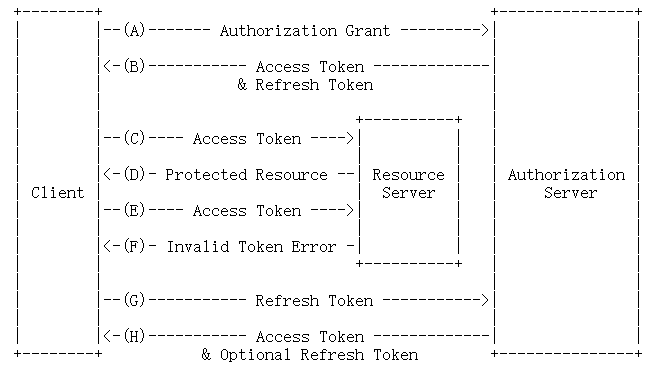 +--------+                                           +---------------+
|        |--(A)------- Authorization Grant --------->|               |
|        |                                           |               |
|        |<-(B)----------- Access Token -------------|               |
|        |               & Refresh Token             |               |
|        |                                           |               |
|        |                            +----------+   |               |
|        |--(C)---- Access Token ---->|          |   |               |
|        |                            |          |   |               |
|        |<-(D)- Protected Resource --| Resource |   | Authorization |
| Client |                            |  Server  |   |     Server    |
|        |--(E)---- Access Token ---->|          |   |               |
|        |                            |          |   |               |
|        |<-(F)- Invalid Token Error -|          |   |               |
|        |                            +----------+   |               |
|        |                                           |               |
|        |--(G)----------- Refresh Token ----------->|               |
|        |                                           |               |
|        |<-(H)----------- Access Token -------------|               |
+--------+           & Optional Refresh Token        +---------------+